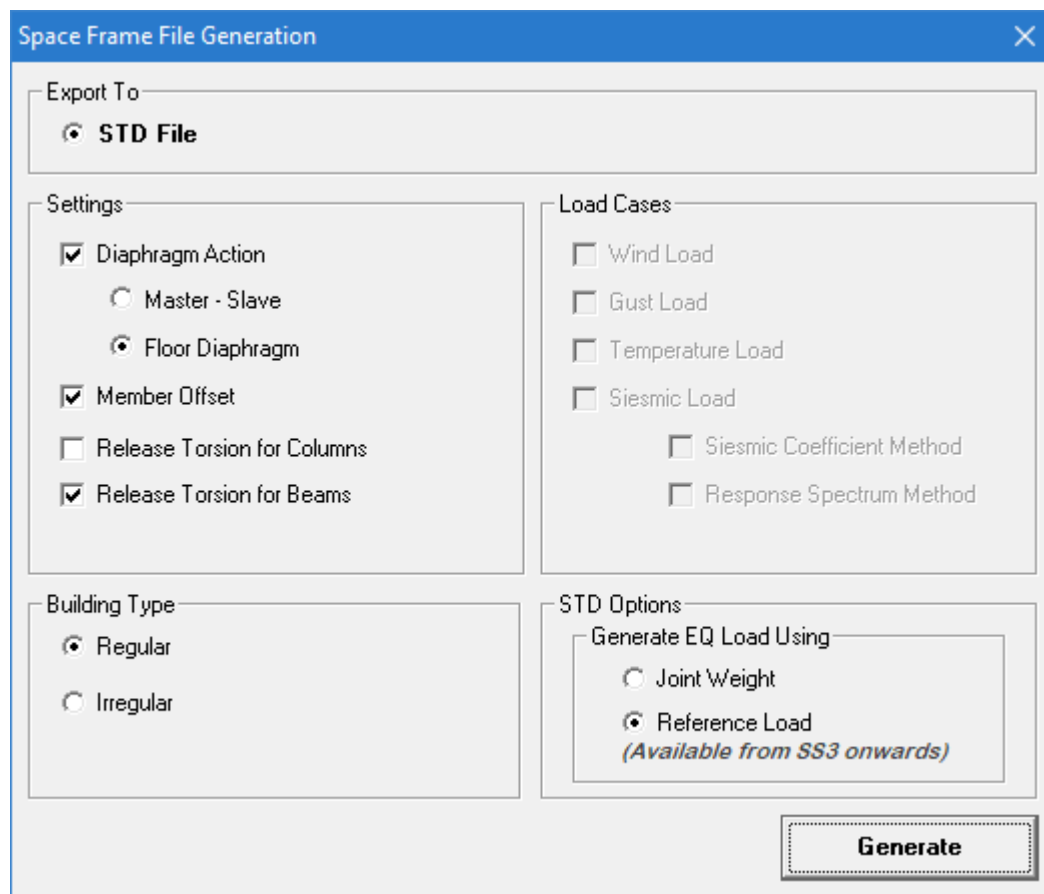 Space Frame File Generation
Export To
STD File
Settings
Diaphragm Action
Master - Slave
Floor Diaphragm
Member Offset
Release Torsion for Columns
Release Torsion for Beams
Load Cases
Wind Load
Gust Load
Temperature Load
Siesmic Load
Siesmic Coefficient Method
Response Spectrum Method
Building Type
Regular
Irregular
STD Options
Generate EQ Load Using
Joint Weight
Reference Load
(Available from SS3 onwards)
Generate